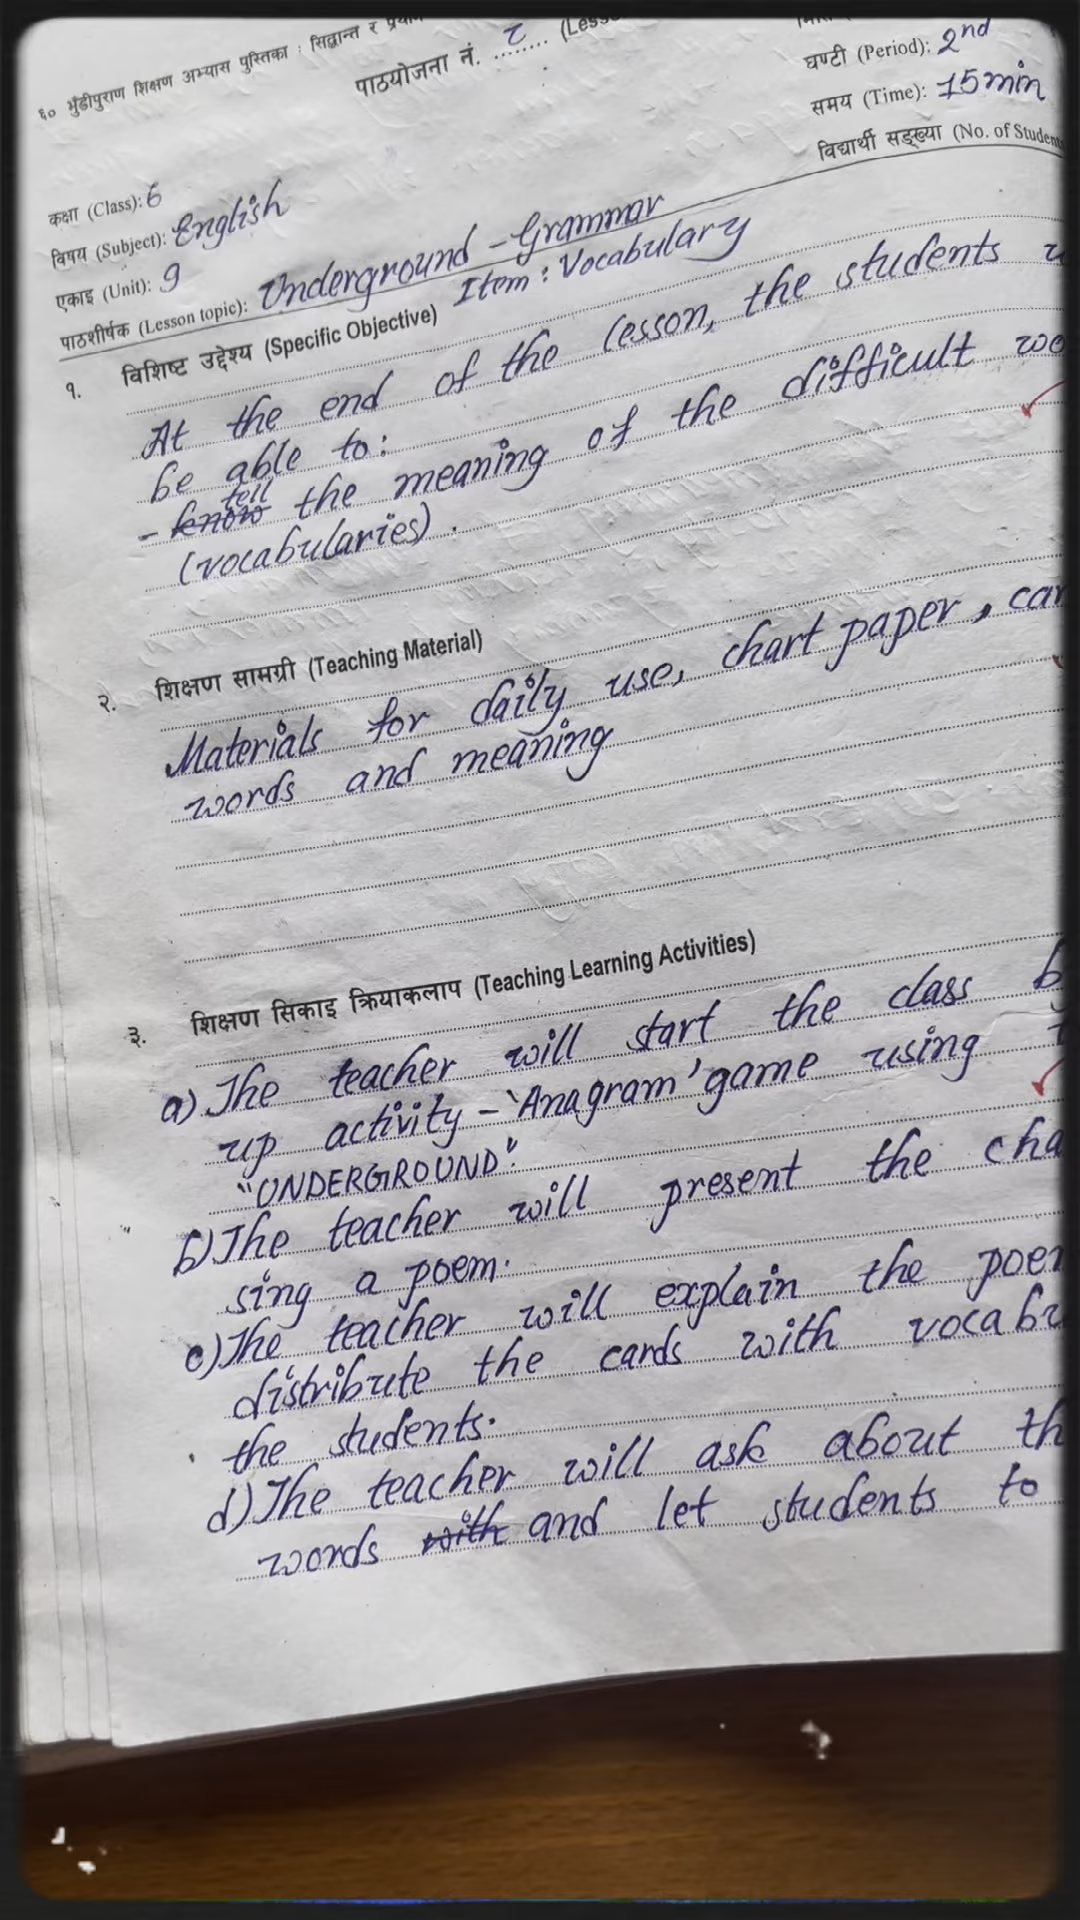 ६० भुँडीपुराण शिक्षण अभ्यास पुस्तिका : सिद्धान्त र
पाठयोजना नं. ........
घण्टी (Period): 2nd
समय (Time): 15min
विद्यार्थी सङ्ख्या (No. of Student
कक्षा (Class): 6
विषय (Subject): English
एकाइ (Unit): 9
पाठशीर्षक (Lesson topic): Underground - Grammar
Item : Vocabulary
१. विशिष्ट उद्देश्य (Specific Objective)
At the end of the lesson, the students
be able to:
tell
- know the meaning of the difficult
(vocabularies).
२. शिक्षण सामग्री (Teaching Material)
Materials for daily use, chart paper,
words and meaning
३. शिक्षण सिकाइ क्रियाकलाप (Teaching Learning Activities)
a) The teacher will start the class
up activity - 'Anagram' game using
"UNDERGROUND".
b) The teacher will present the
sing a poem.
c) The teacher will explain the
distribute the cards with
the students.
d) The teacher will ask about
words with and let students to